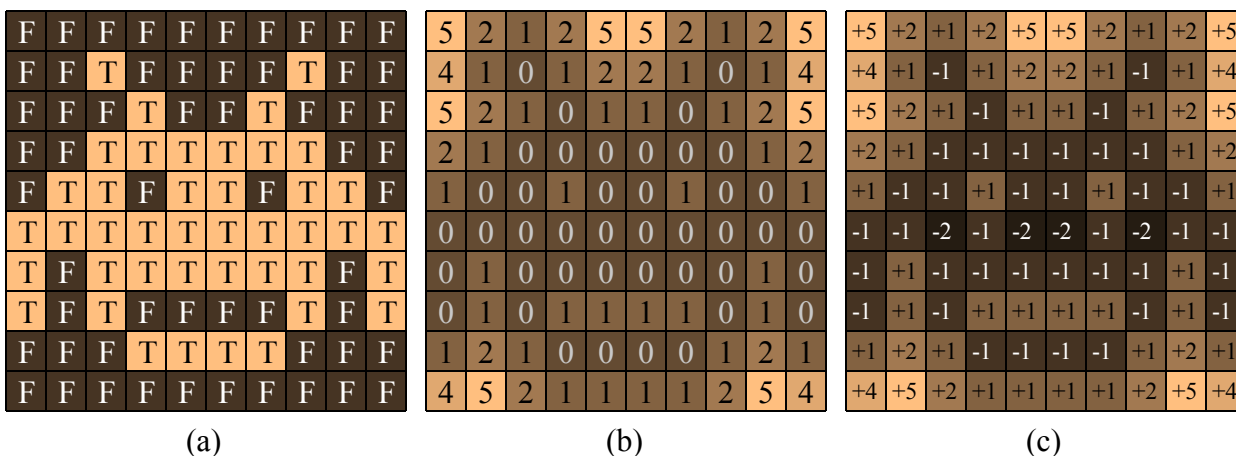 F F F F F F F F F F 5 2 1 2 5 5 2 1 2 5 +5 +2 +1 +2 +5 +5 +2 +1 +2 +5
F F T F F F F T F F 4 1 0 1 2 2 1 0 1 4 +4 +1 -1 +1 +2 +2 +1 -1 +1 +4
F F F T F F T F F F 5 2 1 0 1 1 0 1 2 5 +5 +2 +1 -1 +1 +1 -1 +1 +2 +5
F F T T T T T T F F 2 1 0 0 0 0 0 0 1 2 +2 +1 -1 -1 -1 -1 -1 -1 +1 +2
F T T F T T F T T F 1 0 0 1 0 0 1 0 0 1 +1 -1 -1 +1 -1 -1 +1 -1 -1 +1
T T T T T T T T T T 0 0 0 0 0 0 0 0 0 0 -1 -1 -2 -1 -2 -2 -1 -2 -1 -1
T F T T T T T T F T 0 1 0 0 0 0 0 0 1 0 -1 +1 -1 -1 -1 -1 -1 -1 +1 -1
T F T F F F F T F T 0 1 0 1 1 1 1 0 1 0 -1 +1 -1 +1 +1 +1 +1 -1 +1 -1
F F F T T T T F F F 1 2 1 0 0 0 0 1 2 1 +1 +2 +1 -1 -1 -1 -1 +1 +2 +1
F F F F F F F F F F 4 5 2 1 1 1 1 2 5 4 +4 +5 +2 +1 +1 +1 +1 +2 +5 +4
(a) (b) (c)